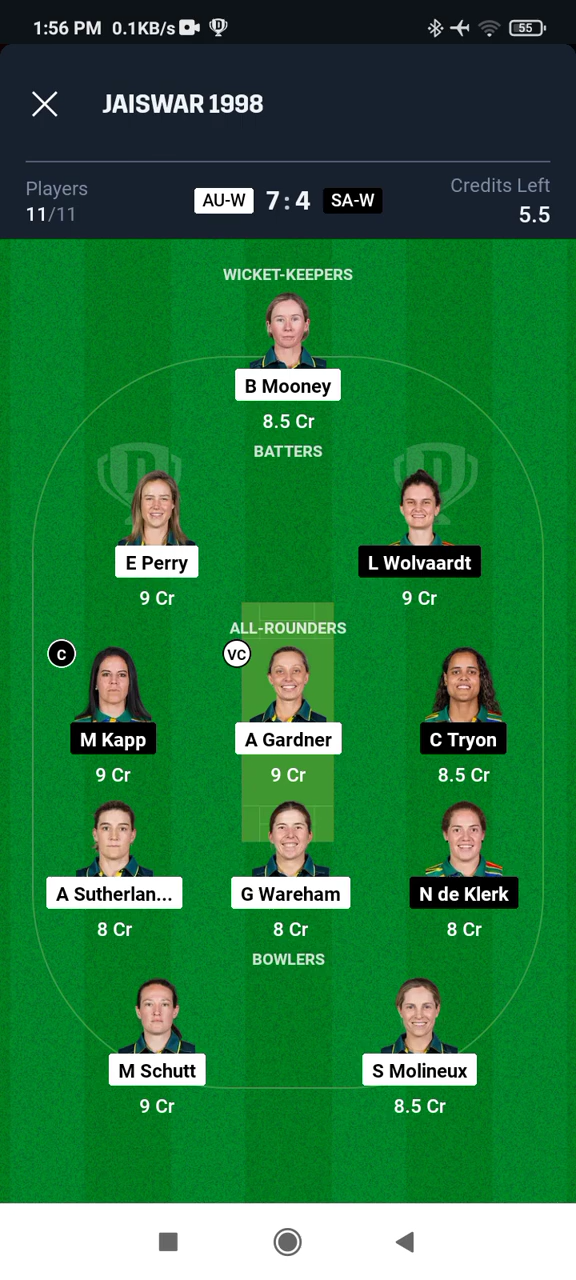 1:56 PM 0.1KB/s 55
JAISWAR 1998
Players
11/11
AU-W 7 : 4 SA-W
Credits Left
5.5
WICKET-KEEPERS
B Mooney
8.5 Cr
BATTERS
E Perry L Wolvaardt
9 Cr 9 Cr
ALL-ROUNDERS
C VC
M Kapp A Gardner C Tryon
9 Cr 9 Cr 8.5 Cr
A Sutherlan... G Wareham N de Klerk
8 Cr 8 Cr 8 Cr
BOWLERS
M Schutt S Molineux
9 Cr 8.5 Cr